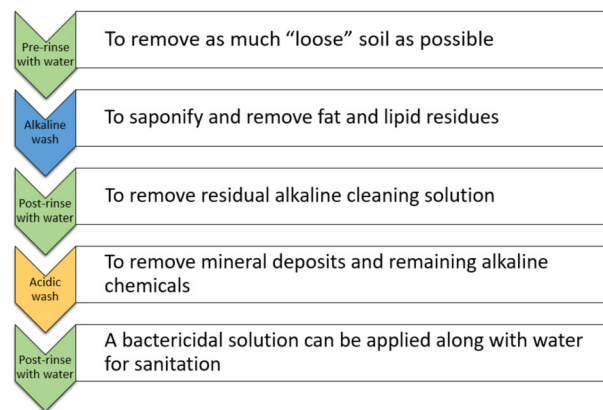 Pre-rinse
with water
To remove as much “loose” soil as possible
Alkaline
wash
To saponify and remove fat and lipid residues
Post-rinse
with water
To remove residual alkaline cleaning solution
Acidic
wash
To remove mineral deposits and remaining alkaline
chemicals
Post-rinse
with water
A bactericidal solution can be applied along with water
for sanitation